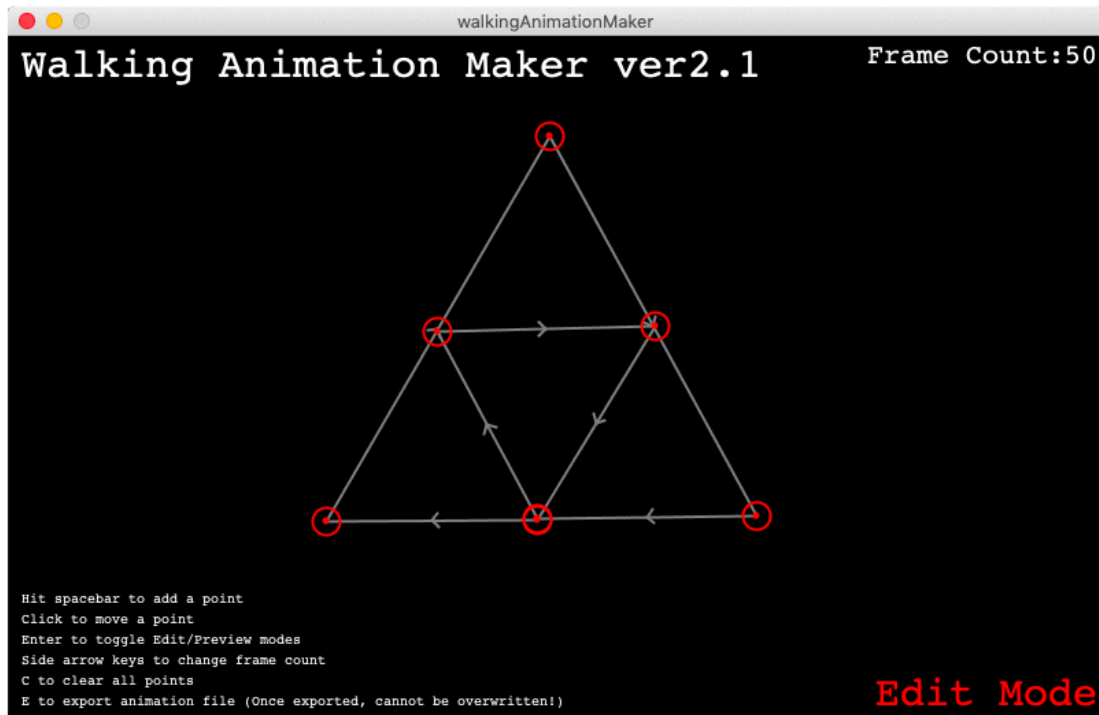 walkingAnimationMaker
Walking Animation Maker ver2.1
Frame Count:50
Hit spacebar to add a point
Click to move a point
Enter to toggle Edit/Preview modes
Side arrow keys to change frame count
C to clear all points
E to export animation file (Once exported, cannot be overwritten!)
Edit Mode